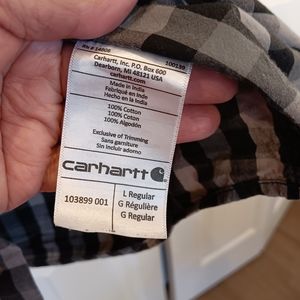 RN # 14806
100199
Carhartt, Inc. P.O. Box 600
Dearborn, MI 48121 USA
carhartt.com
Made in India
Fabriqué en Inde
Hecho en la India
100% Cotton
100% Coton
100% Algodón
Exclusive of Trimming
Sans garniture
Sin incluir adorno
carhartt
103899 001
L Regular
G Régulière
G Regular